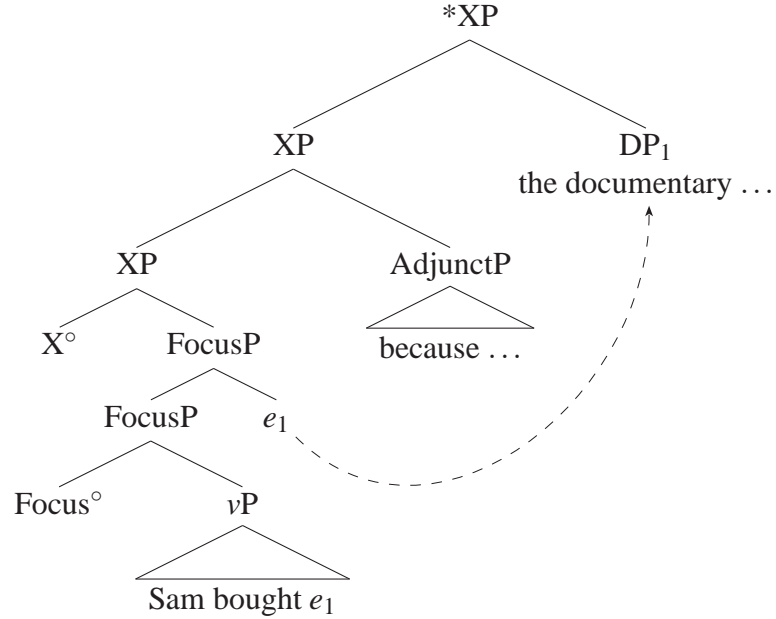 *XP
XP DP₁
the documentary …
XP AdjunctP
X° FocusP because …
FocusP e₁
Focus° vP
Sam bought e₁